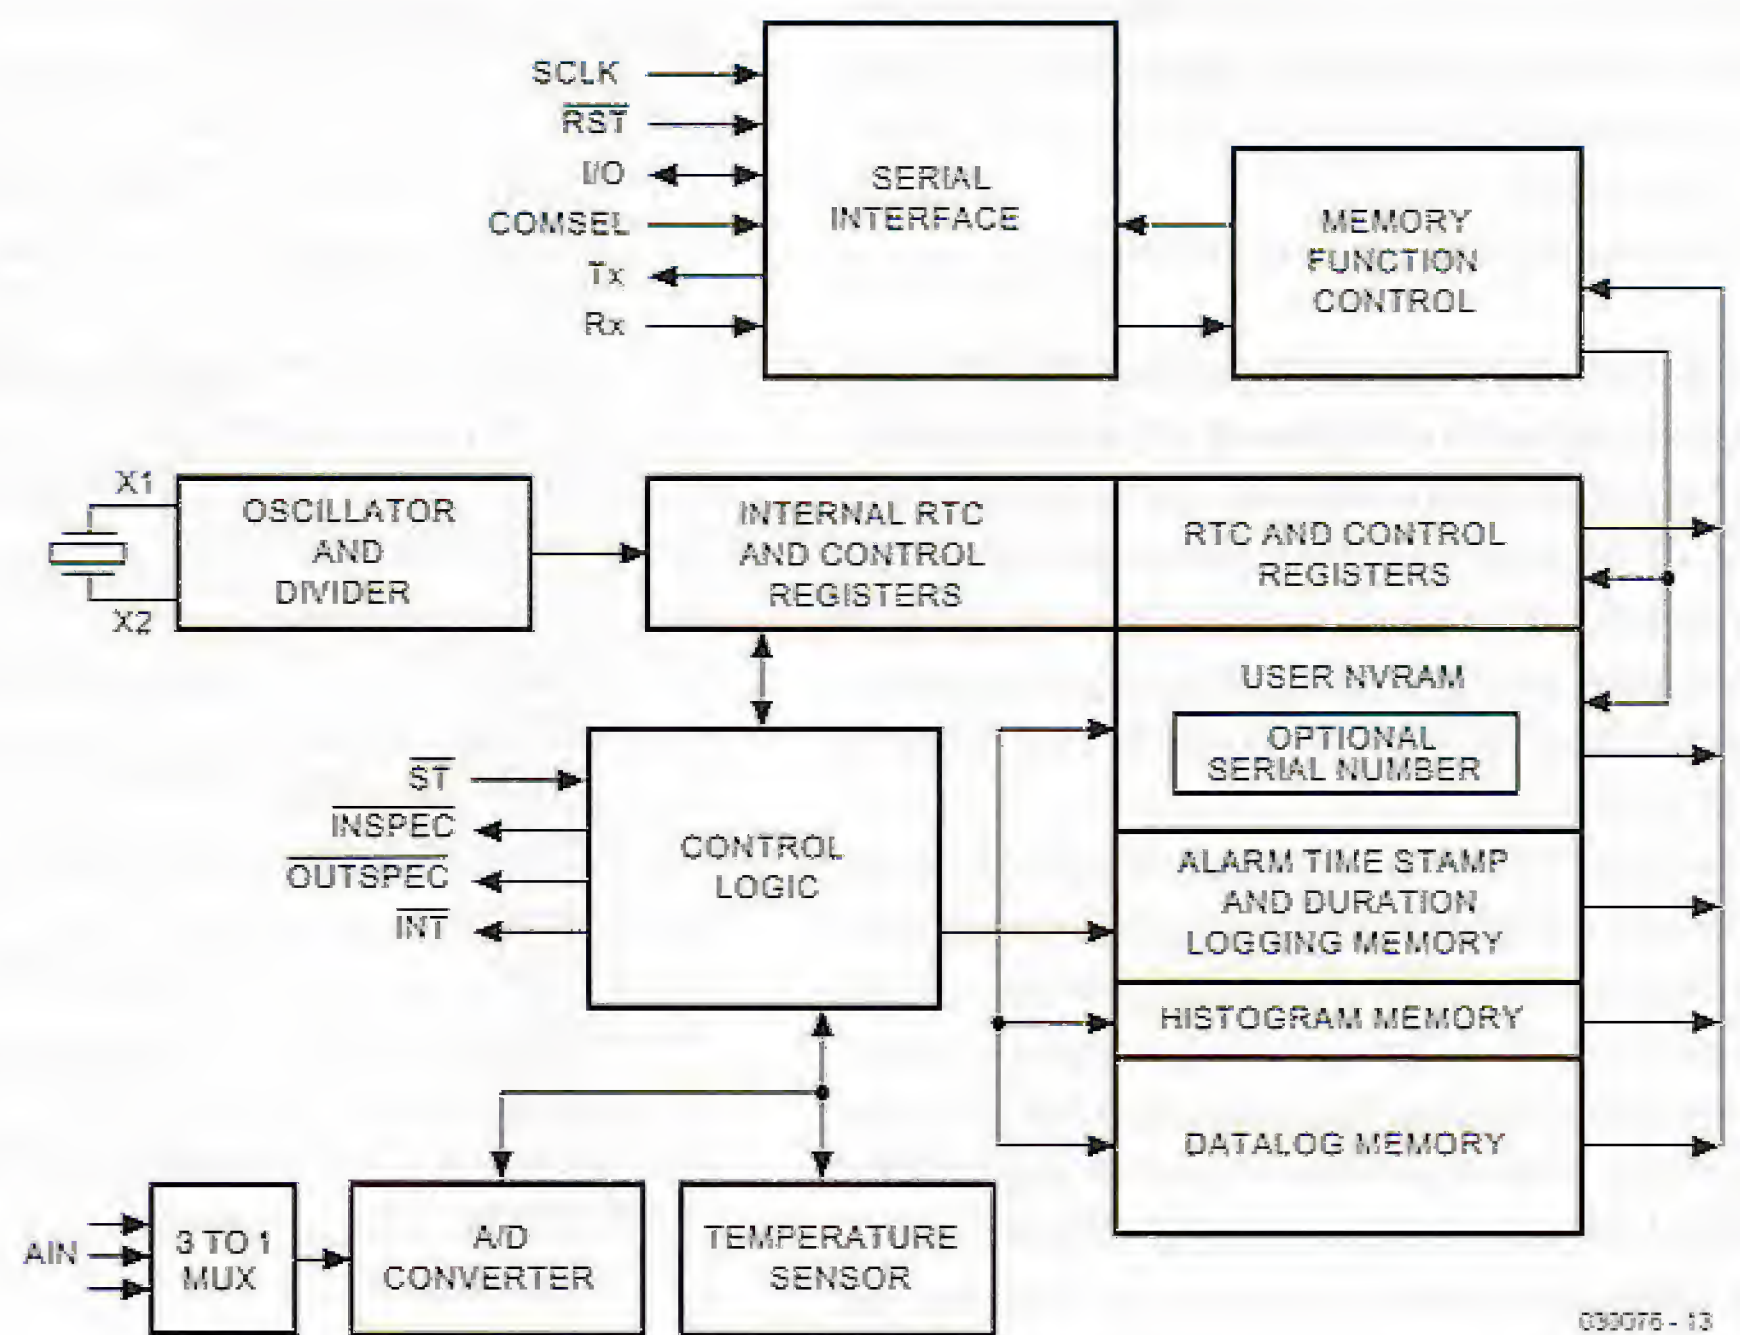 SCLK
RST
I/O
COMSEL
Tx
Rx
SERIAL
INTERFACE
MEMORY
FUNCTION
CONTROL
X1
X2
OSCILLATOR
AND
DIVIDER
INTERNAL RTC
AND CONTROL
REGISTERS
RTC AND CONTROL
REGISTERS
USER NVRAM
OPTIONAL
SERIAL NUMBER
ST
INSPEC
OUTSPEC
INT
CONTROL
LOGIC
ALARM TIME STAMP
AND DURATION
LOGGING MEMORY
HISTOGRAM MEMORY
DATALOG MEMORY
AIN
3 TO 1
MUX
A/D
CONVERTER
TEMPERATURE
SENSOR